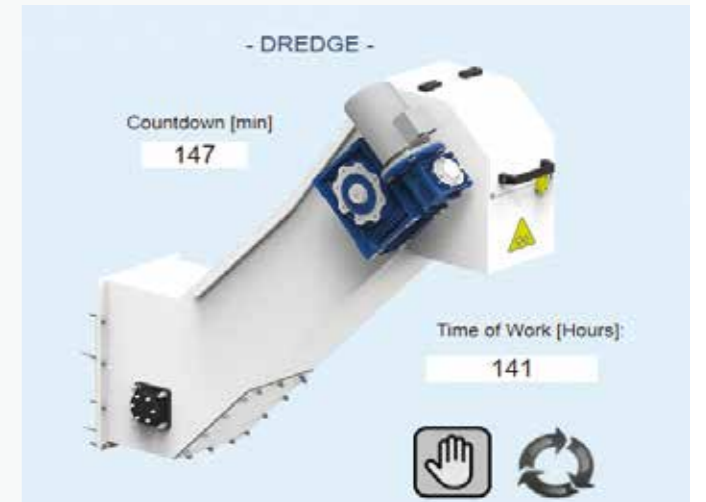 - DREDGE -
Countdown [min]
147
Time of Work [Hours]:
141